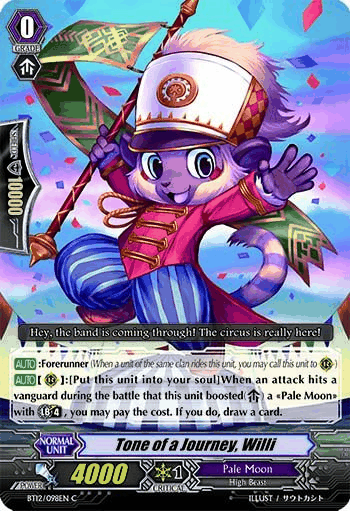 0
GRADE
SHIELD
10000
Hey, the band is coming through! The circus is really here!
AUTO :Forerunner (When a unit of the same clan rides this unit, you may call this unit to RC)
AUTO [RC]:[Put this unit into your soul]When an attack hits a
vanguard during the battle that this unit boosted a «Pale Moon»
with LB4, you may pay the cost. If you do, draw a card.
NORMAL
UNIT
Tone of a Journey, Willi
POWER
4000
1
CRITICAL
Pale Moon
High Beast
BT12/098EN C
ILLUST / サウトカシト